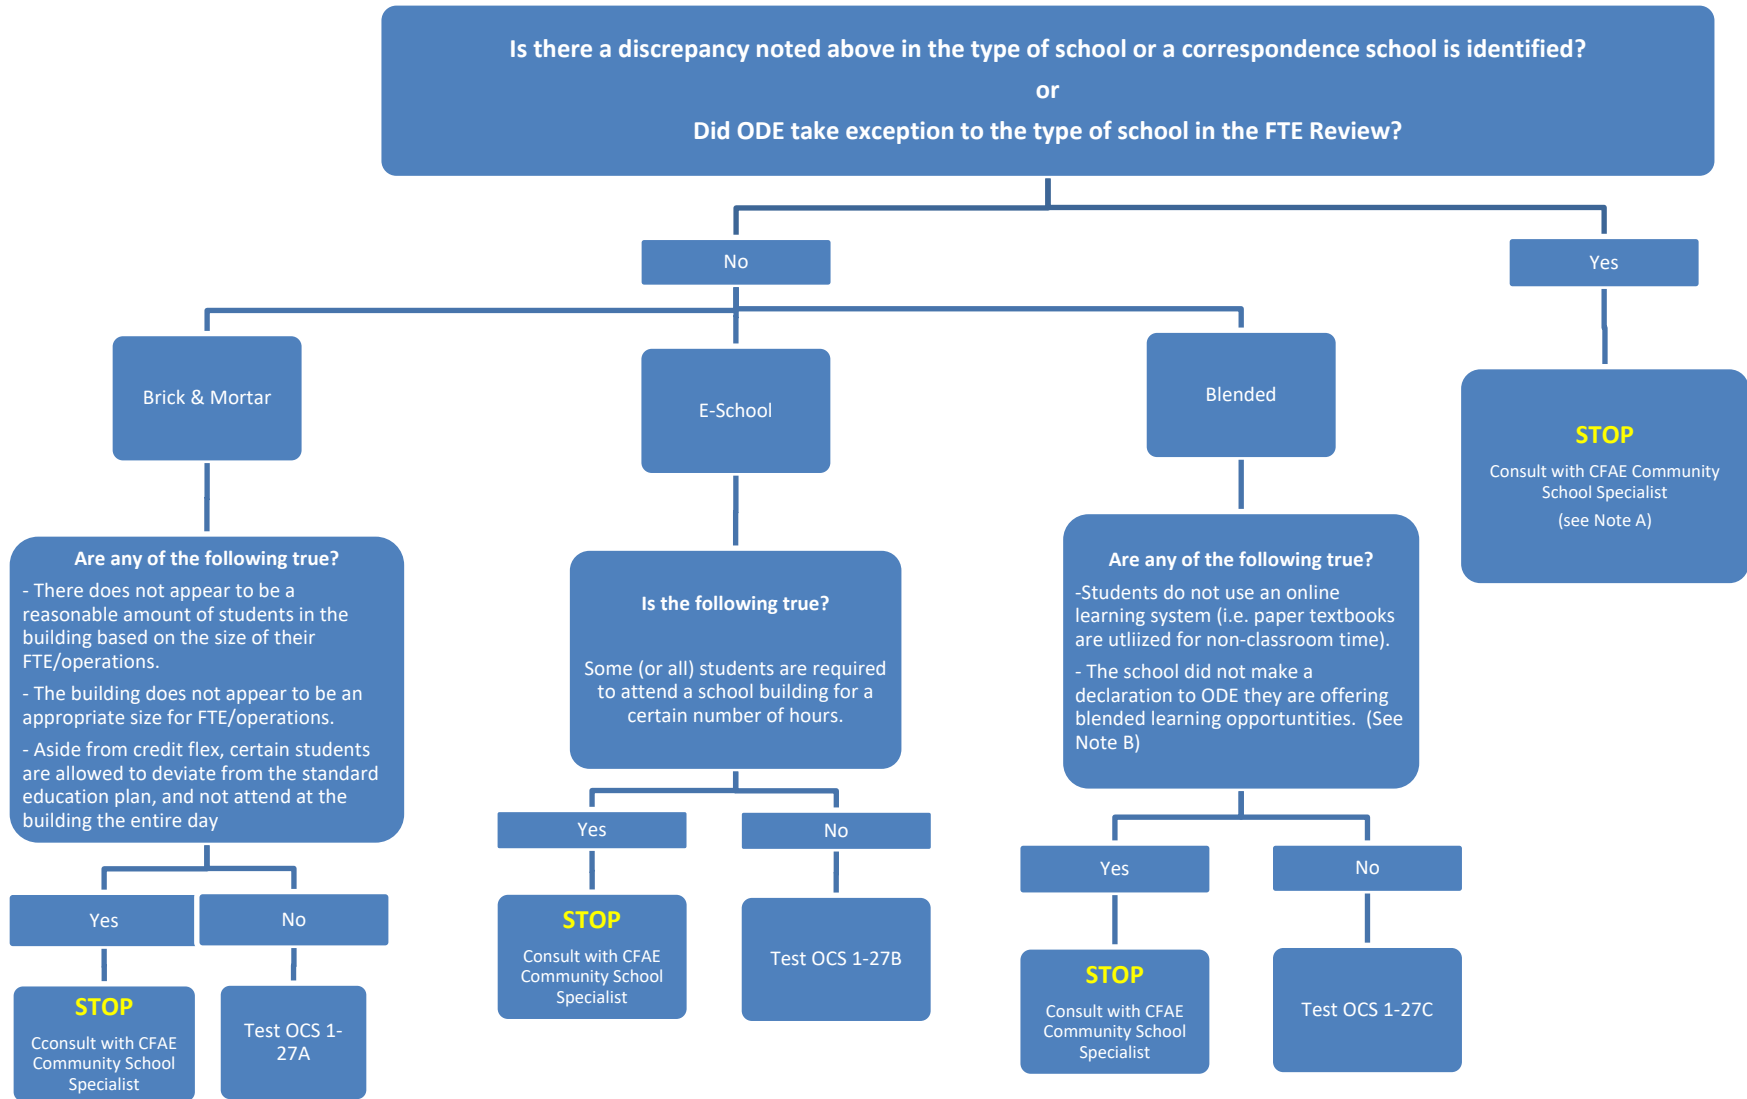 Is there a discrepancy noted above in the type of school or a correspondence school is identified?
or
Did ODE take exception to the type of school in the FTE Review?
No
Yes
Brick & Mortar
E-School
Blended
STOP
Consult with CFAE Community
School Specialist
(see Note A)
Are any of the following true?
- There does not appear to be a
reasonable amount of students in the
building based on the size of their
FTE/operations.
- The building does not appear to be an
appropriate size for FTE/operations.
- Aside from credit flex, certain students
are allowed to deviate from the standard
education plan, and not attend at the
building the entire day
Is the following true?
Some (or all) students are required
to attend a school building for a
certain number of hours.
Are any of the following true?
-Students do not use an online
learning system (i.e. paper textbooks
are utliized for non-classroom time).
- The school did not make a
declaration to ODE they are offering
blended learning opportuntities.  (See
Note B)
Yes
No
STOP
Cconsult with CFAE
Community School
Specialist
Test OCS 1-
27A
Yes
No
STOP
Consult with CFAE
Community School
Specialist
Test OCS 1-27B
Yes
No
STOP
Consult with CFAE
Community School
Specialist
Test OCS 1-27C